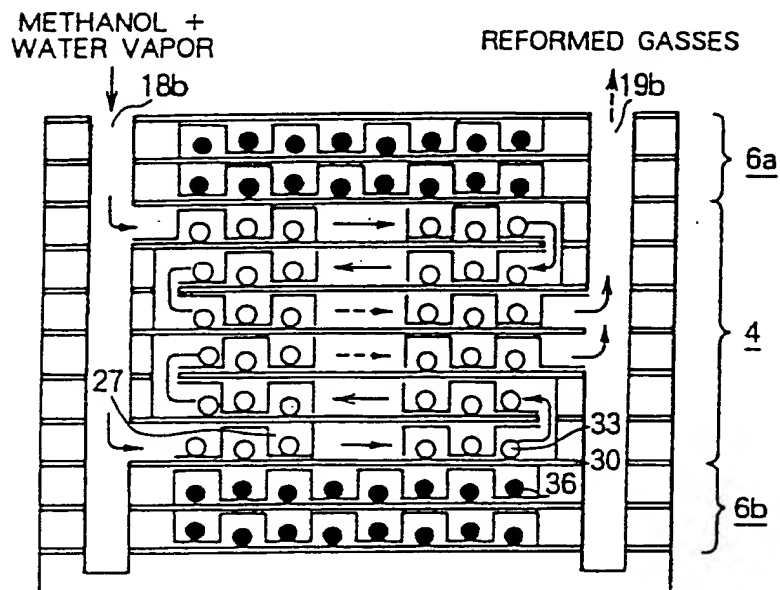 METHANOL +
WATER VAPOR
REFORMED GASSES
18b
19b
6a
4
27
33
30
36
6b